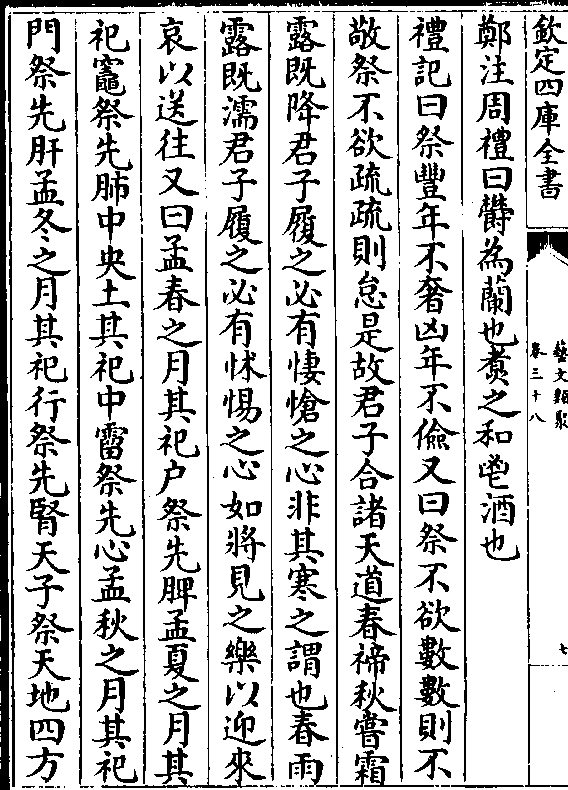 欽定四庫全書
藝文類聚
卷三十八
七
鄭注周禮曰欎為蘭也煑之和鬯酒也
禮記曰祭豐年不奢凶年不儉又曰祭不欲數數則不
敬祭不欲疏疏則怠是故君子合諸天道春禘秋嘗霜
露既降君子履之必有悽愴之心非其寒之謂也春雨
露既濡君子履之必有怵惕之心如將見之樂以迎來
哀以送往又曰孟春之月其祀户祭先脾孟夏之月其
祀竈祭先肺中央土其祀中霤祭先心孟秋之月其祀
門祭先肝孟冬之月其祀行祭先腎天子祭天地四方